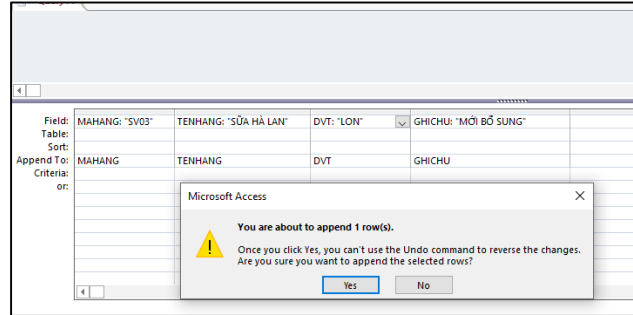 Field: MAHANG: "SV03" TENHANG: "SỮA HÀ LAN" DVT: "LON" GHICHU: "MỚI BỔ SUNG"
Table:
Sort:
Append To: MAHANG TENHANG DVT GHICHU
Criteria:
or:
Microsoft Access
You are about to append 1 row(s).
Once you click Yes, you can't use the Undo command to reverse the changes.
Are you sure you want to append the selected rows?
Yes No